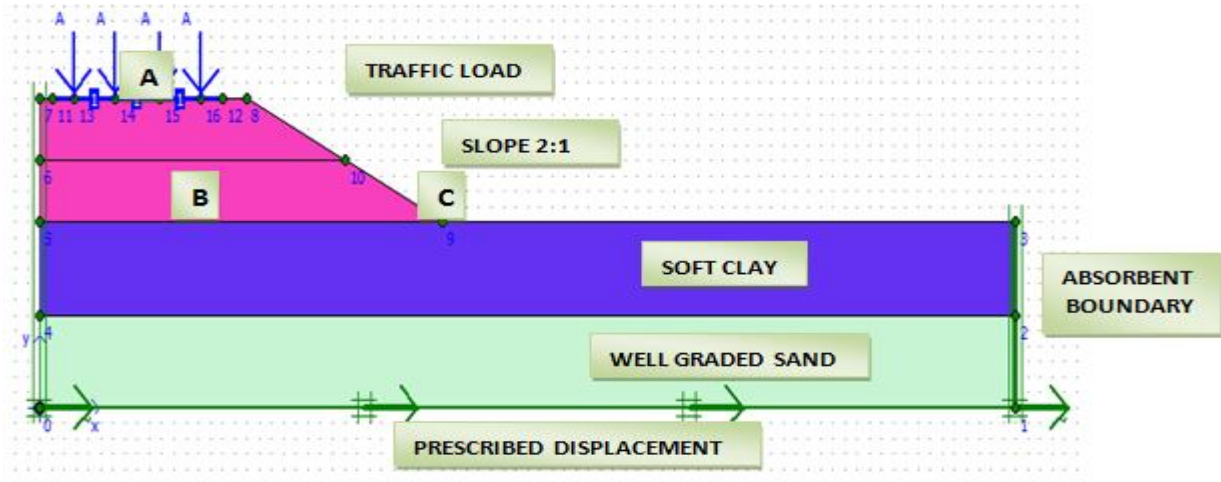 A A A A
A
TRAFFIC LOAD
7 11 13 14 15 16 12 8
SLOPE 2:1
6 10
B C
5 9 3
SOFT CLAY
ABSORBENT
BOUNDARY
y 4 2
WELL GRADED SAND
0 x 1
PRESCRIBED DISPLACEMENT